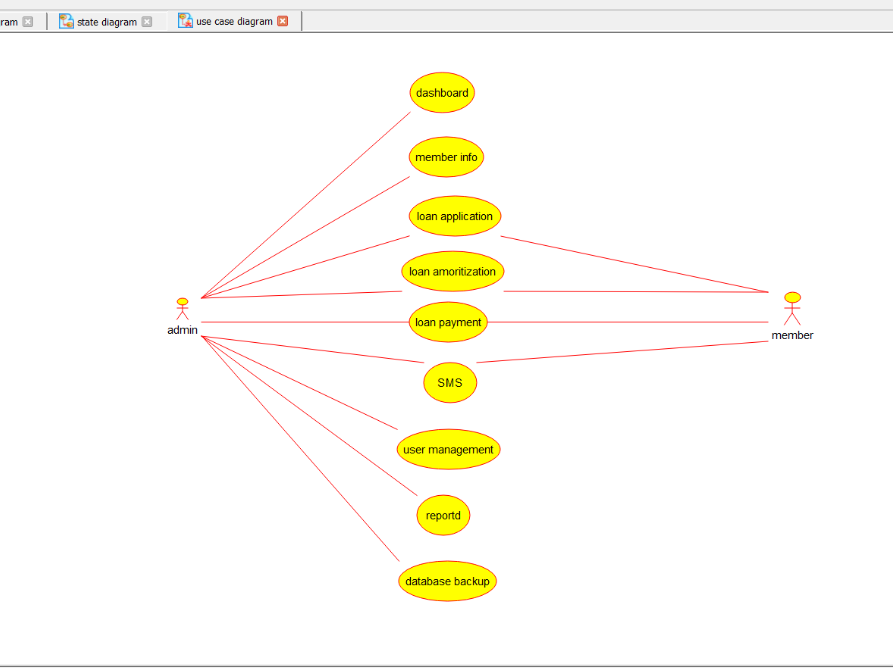 ram
state diagram
use case diagram
dashboard
member info
loan application
loan amoritization
admin
loan payment
member
SMS
user management
reportd
database backup